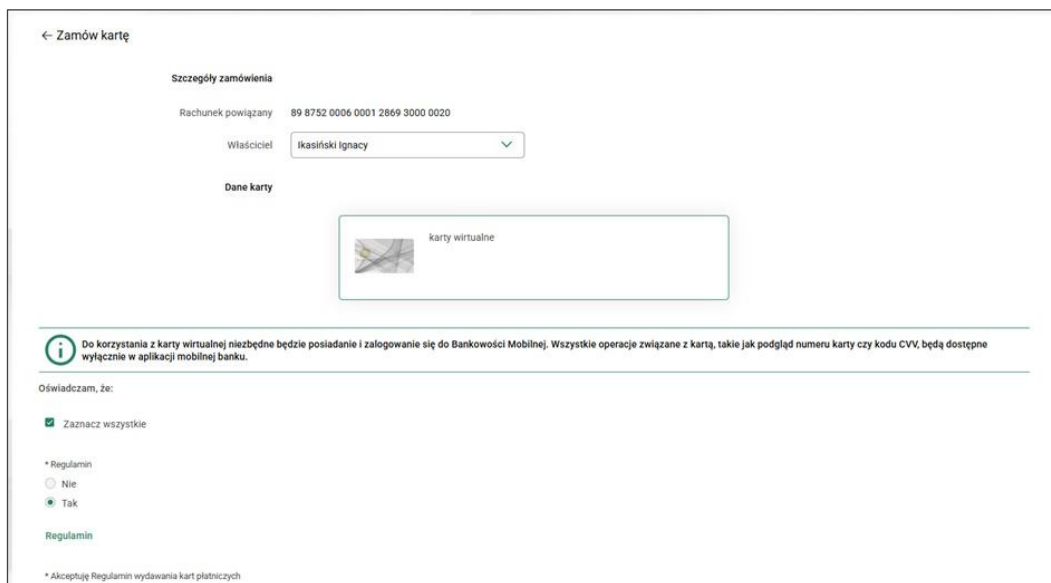 ← Zamów kartę
Szczegóły zamówienia
Rachunek powiązany 89 8752 0006 0001 2869 3000 0020
Właściciel Ikasiński Ignacy
Dane karty
karty wirtualne
Do korzystania z karty wirtualnej niezbędne będzie posiadanie i zalogowanie się do Bankowości Mobilnej. Wszystkie operacje związane z kartą, takie jak podgląd numeru karty czy kodu CVV, będą dostępne
wyłącznie w aplikacji mobilnej banku.
Oświadczam, że:
Zaznacz wszystkie
* Regulamin
Nie
Tak
Regulamin
* Akceptuję Regulamin wydawania kart płatniczych